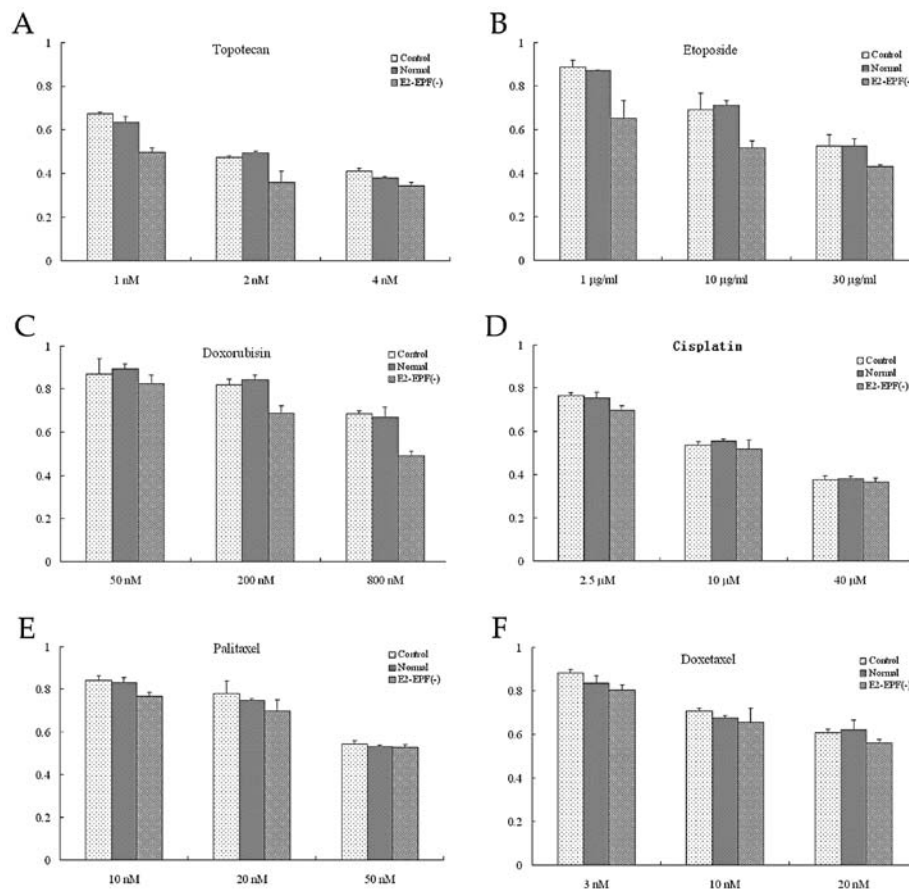 A
Topotecan
Control
Normal
E2-EPF(-)
1
0.8
0.6
0.4
0.2
0
1 nM 2 nM 4 nM
B
Etoposide
Control
Normal
E2-EPF(-)
1
0.8
0.6
0.4
0.2
0
1 µg/ml 10 µg/ml 30 µg/ml
C
Doxorubisin
Control
Normal
E2-EPF(-)
1
0.8
0.6
0.4
0.2
0
50 nM 200 nM 800 nM
D
Cisplatin
Control
Normal
E2-EPF(-)
1
0.8
0.6
0.4
0.2
0
2.5 µM 10 µM 40 µM
E
Palitaxel
Control
Normal
E2-EPF(-)
1
0.8
0.6
0.4
0.2
0
10 nM 20 nM 50 nM
F
Doxetaxel
Control
Normal
E2-EPF(-)
1
0.8
0.6
0.4
0.2
0
3 nM 10 nM 20 nM